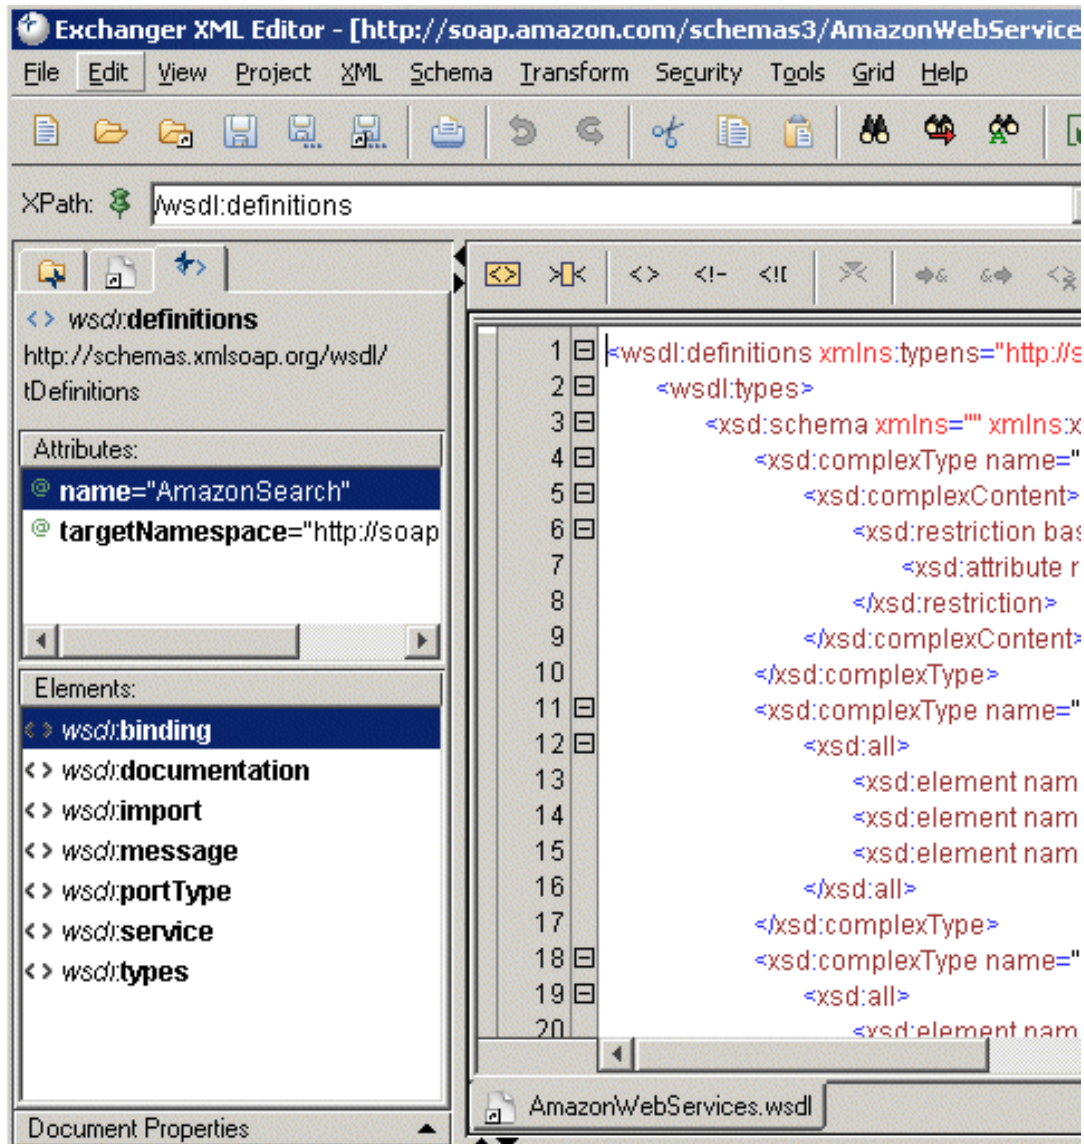 Exchanger XML Editor - [http://soap.amazon.com/schemas3/AmazonWebService
File Edit View Project XML Schema Transform Security Tools Grid Help
XPath: /wsdl:definitions
<> wsdl:definitions
http://schemas.xmlsoap.org/wsdl/
tDefinitions
Attributes:
@ name="AmazonSearch"
@ targetNamespace="http://soap
Elements:
<> wsdl:binding
<> wsdl:documentation
<> wsdl:import
<> wsdl:message
<> wsdl:portType
<> wsdl:service
<> wsdl:types
Document Properties
<> >< <> <!- <![ & & <>
1 <wsdl:definitions xmlns:typens="http://s
2 <wsdl:types>
3 <xsd:schema xmlns="" xmlns:x
4 <xsd:complexType name="
5 <xsd:complexContent>
6 <xsd:restriction bas
7 <xsd:attribute r
8 </xsd:restriction>
9 </xsd:complexContent>
10 </xsd:complexType>
11 <xsd:complexType name="
12 <xsd:all>
13 <xsd:element nam
14 <xsd:element nam
15 <xsd:element nam
16 </xsd:all>
17 </xsd:complexType>
18 <xsd:complexType name="
19 <xsd:all>
20 <xsd:element nam
AmazonWebServices.wsdl